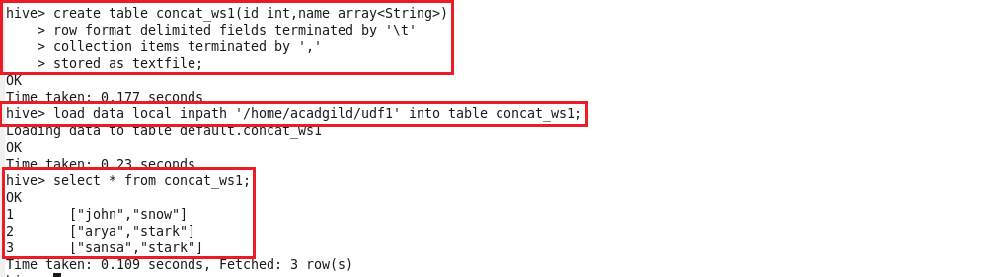 hive> create table concat_ws1(id int,name array<String>)
    > row format delimited fields terminated by '\t'
    > collection items terminated by ','
    > stored as textfile;
OK
Time taken: 0.177 seconds
hive> load data local inpath '/home/acadgild/udf1' into table concat_ws1;
Loading data to table default.concat_ws1
OK
Time taken: 0.23 seconds
hive> select * from concat_ws1;
OK
1       ["john","snow"]
2       ["arya","stark"]
3       ["sansa","stark"]
Time taken: 0.109 seconds, Fetched: 3 row(s)